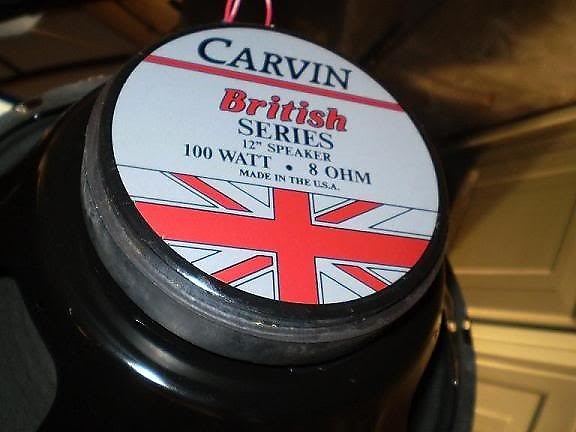 CARVIN
British
SERIES
12" SPEAKER
100 WATT • 8 OHM
MADE IN THE U.S.A.